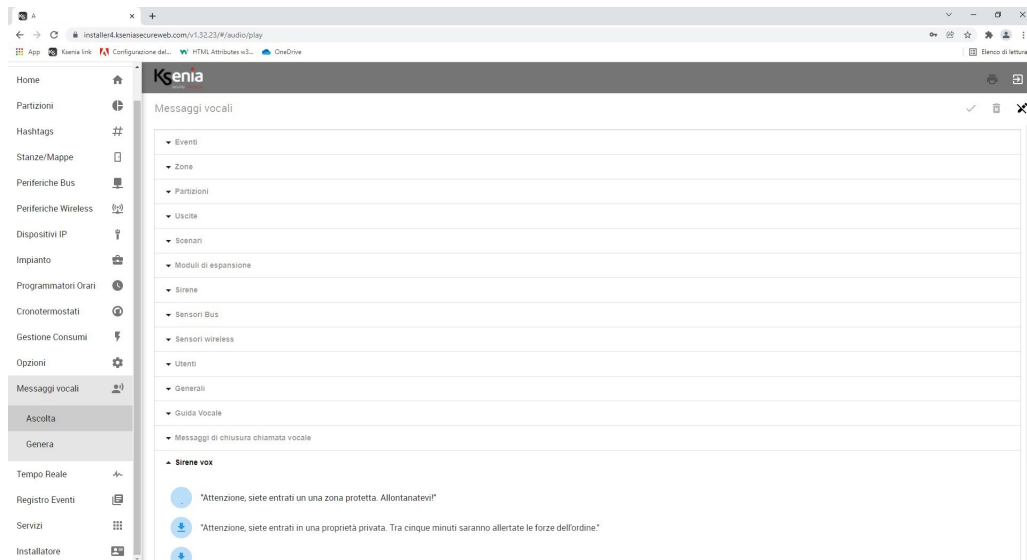 A
installer4.kseniasecureweb.com/v1.32.23/#/audio/play
App Ksenia link Configurazione del... HTML Attributes w3... OneDrive Elenco di lettura
Ksenia
Messaggi vocali
Home
Partizioni
Hashtags
Stanze/Mappe
Periferiche Bus
Periferiche Wireless
Dispositivi IP
Impianto
Programmatori Orari
Cronotermostati
Gestione Consumi
Opzioni
Messaggi vocali
Ascolta
Genera
Tempo Reale
Registro Eventi
Servizi
Installatore
Eventi
Zone
Partizioni
Uscite
Scenari
Moduli di espansione
Sirene
Sensori Bus
Sensori wireless
Utenti
Generali
Guida Vocale
Messaggi di chiusura chiamata vocale
Sirene vox
"Attenzione, siete entrati un una zona protetta. Allontanatevi!"
"Attenzione, siete entrati in una proprietà privata. Tra cinque minuti saranno allertate le forze dell'ordine."